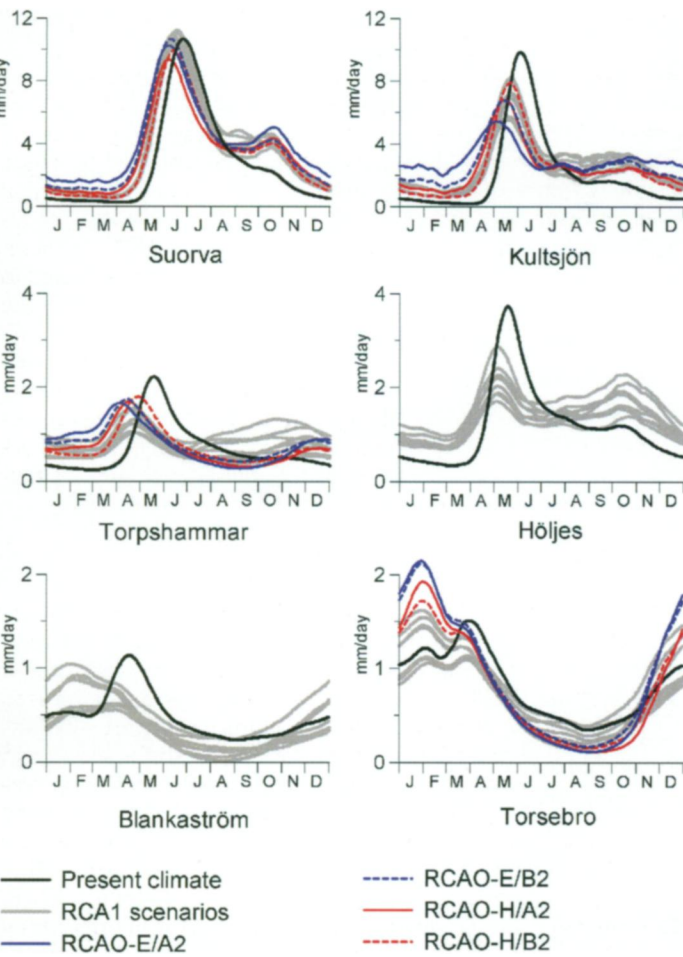 mm/day
12
8
4
0
J F M A M J J A S O N D
Suorva
mm/day
12
8
4
0
J F M A M J J A S O N D
Kultsjön
mm/day
4
2
0
J F M A M J J A S O N D
Torpshammar
mm/day
4
2
0
J F M A M J J A S O N D
Höljes
mm/day
2
1
0
J F M A M J J A S O N D
Blankaström
mm/day
2
1
0
J F M A M J J A S O N D
Torsebro
Present climate
RCA1 scenarios
RCAO-E/A2
RCAO-E/B2
RCAO-H/A2
RCAO-H/B2